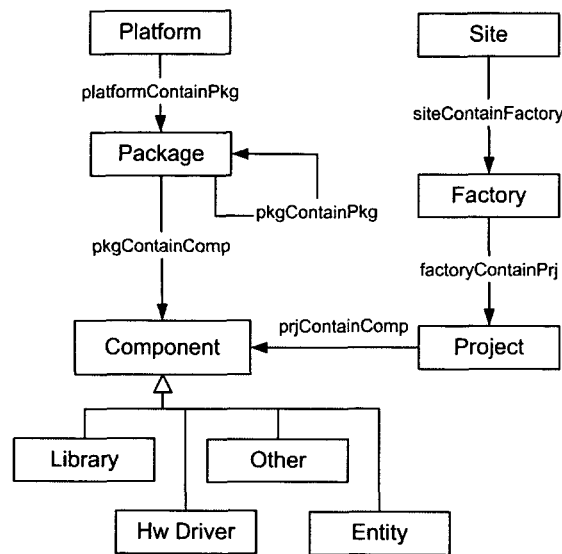 Platform
Site
platformContainPkg
siteContainFactory
Package
Factory
pkgContainPkg
pkgContainComp
factoryContainPrj
prjContainComp
Component
Project
Library
Other
Hw Driver
Entity